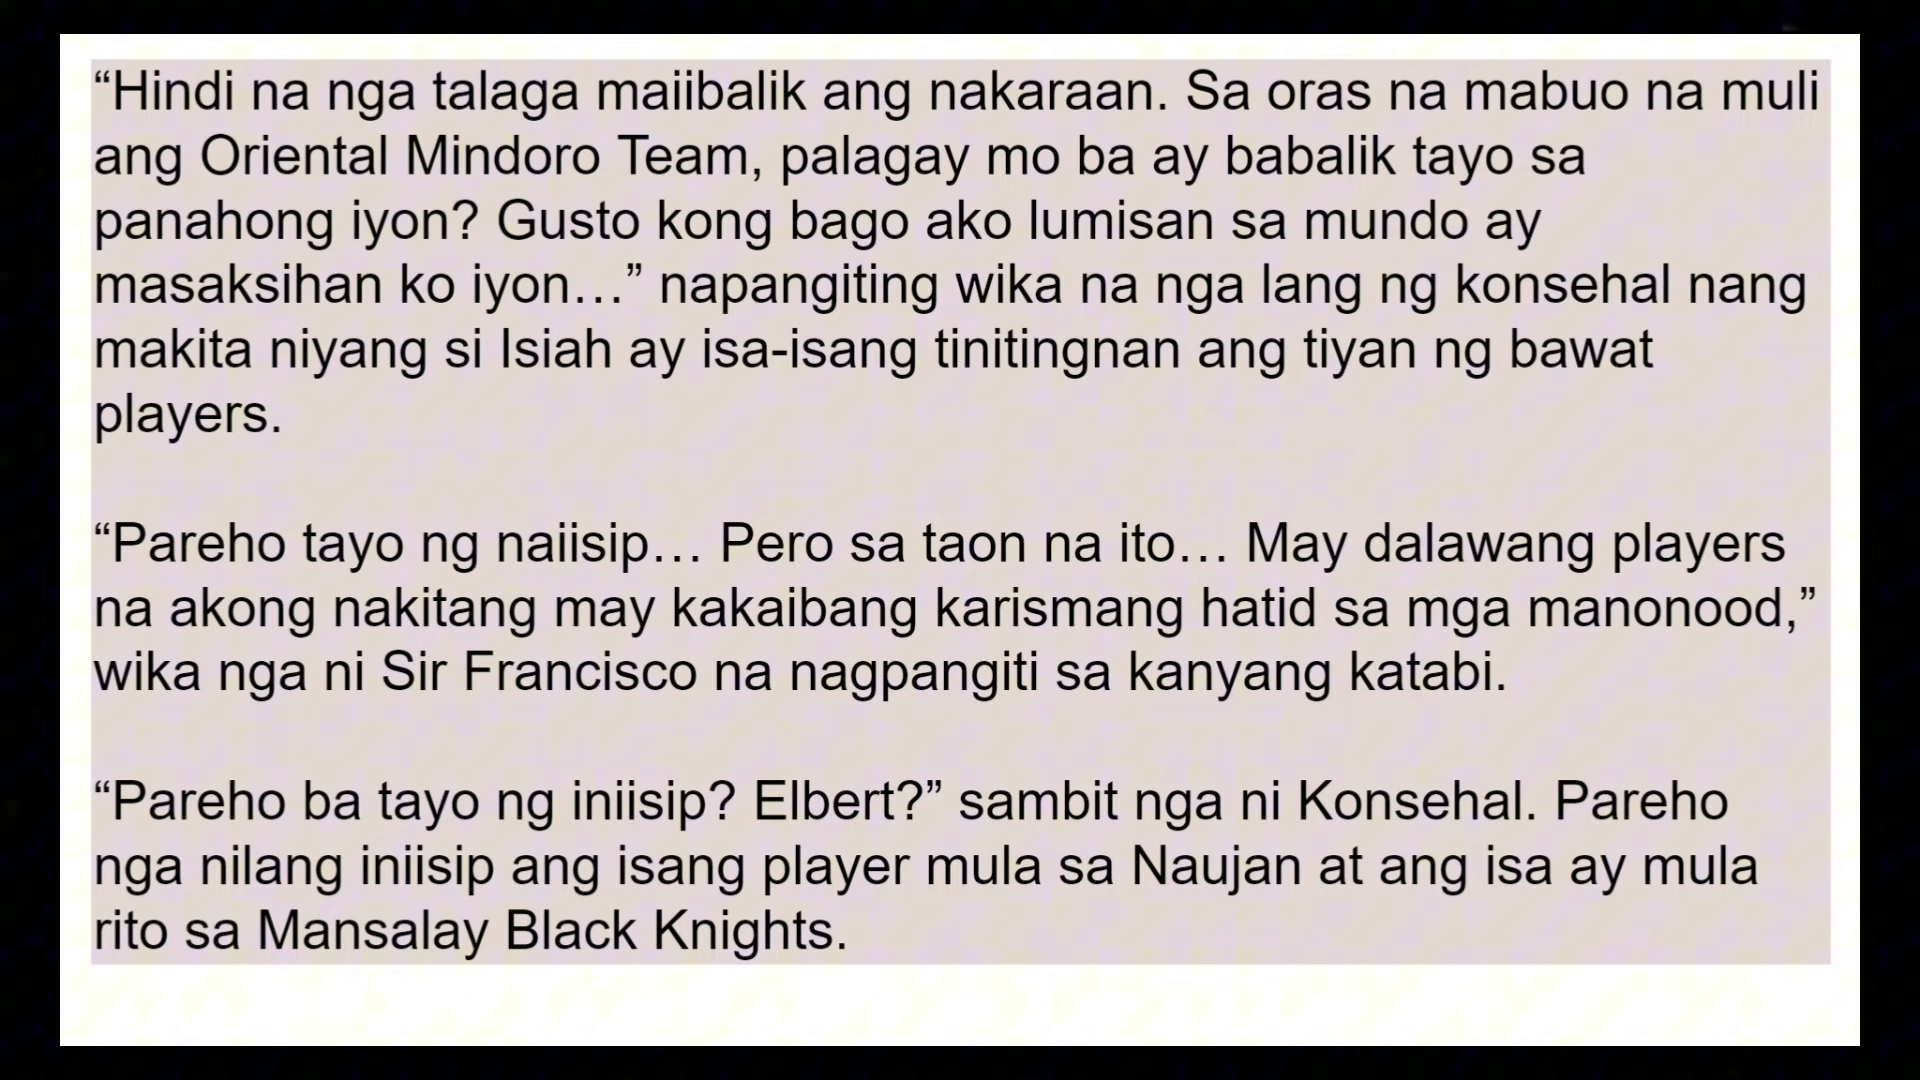 “Hindi na nga talaga maiibalik ang nakaraan. Sa oras na mabuo na muli
ang Oriental Mindoro Team, palagay mo ba ay babalik tayo sa
panahong iyon? Gusto kong bago ako lumisan sa mundo ay
masaksihan ko iyon…” napangiting wika na nga lang ng konsehal nang
makita niyang si Isiah ay isa-isang tinitingnan ang tiyan ng bawat
players.
“Pareho tayo ng naiisip… Pero sa taon na ito… May dalawang players
na akong nakitang may kakaibang karismang hatid sa mga manonood,”
wika nga ni Sir Francisco na nagpangiti sa kanyang katabi.
“Pareho ba tayo ng iniisip? Elbert?” sambit nga ni Konsehal. Pareho
nga nilang iniisip ang isang player mula sa Naujan at ang isa ay mula
rito sa Mansalay Black Knights.